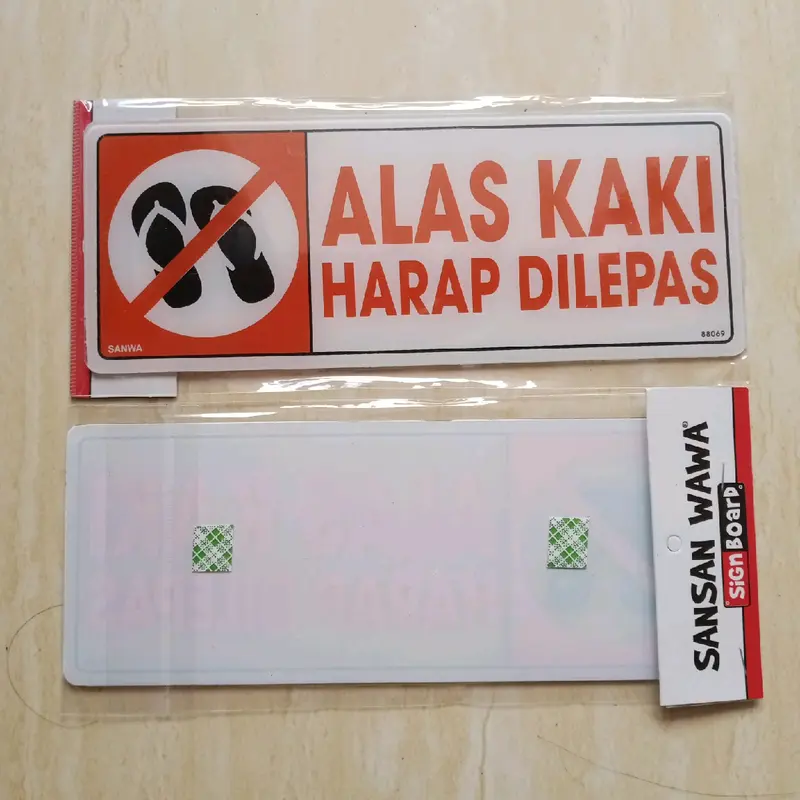 ALAS KAKI
HARAP DILEPAS
SANWA
88069
SANSAN WAWA®
SiGn BOARD